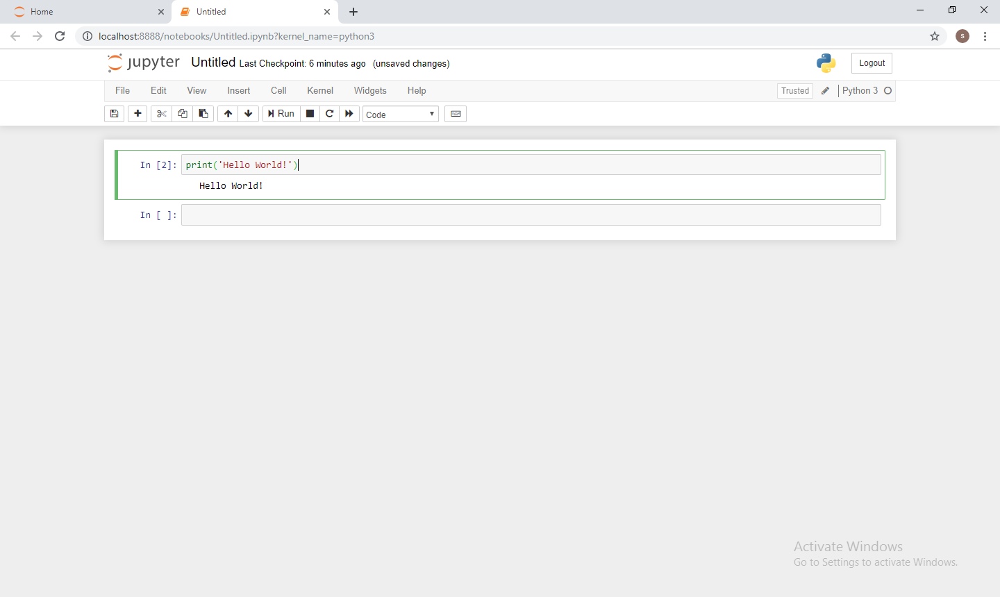 Home
Untitled
localhost:8888/notebooks/Untitled.ipynb?kernel_name=python3
S
jupyter Untitled Last Checkpoint: 6 minutes ago (unsaved changes)
Logout
File Edit View Insert Cell Kernel Widgets Help
Trusted Python 3
Run Code
In [2]: print('Hello World!')
Hello World!
In [ ]:
Activate Windows
Go to Settings to activate Windows.